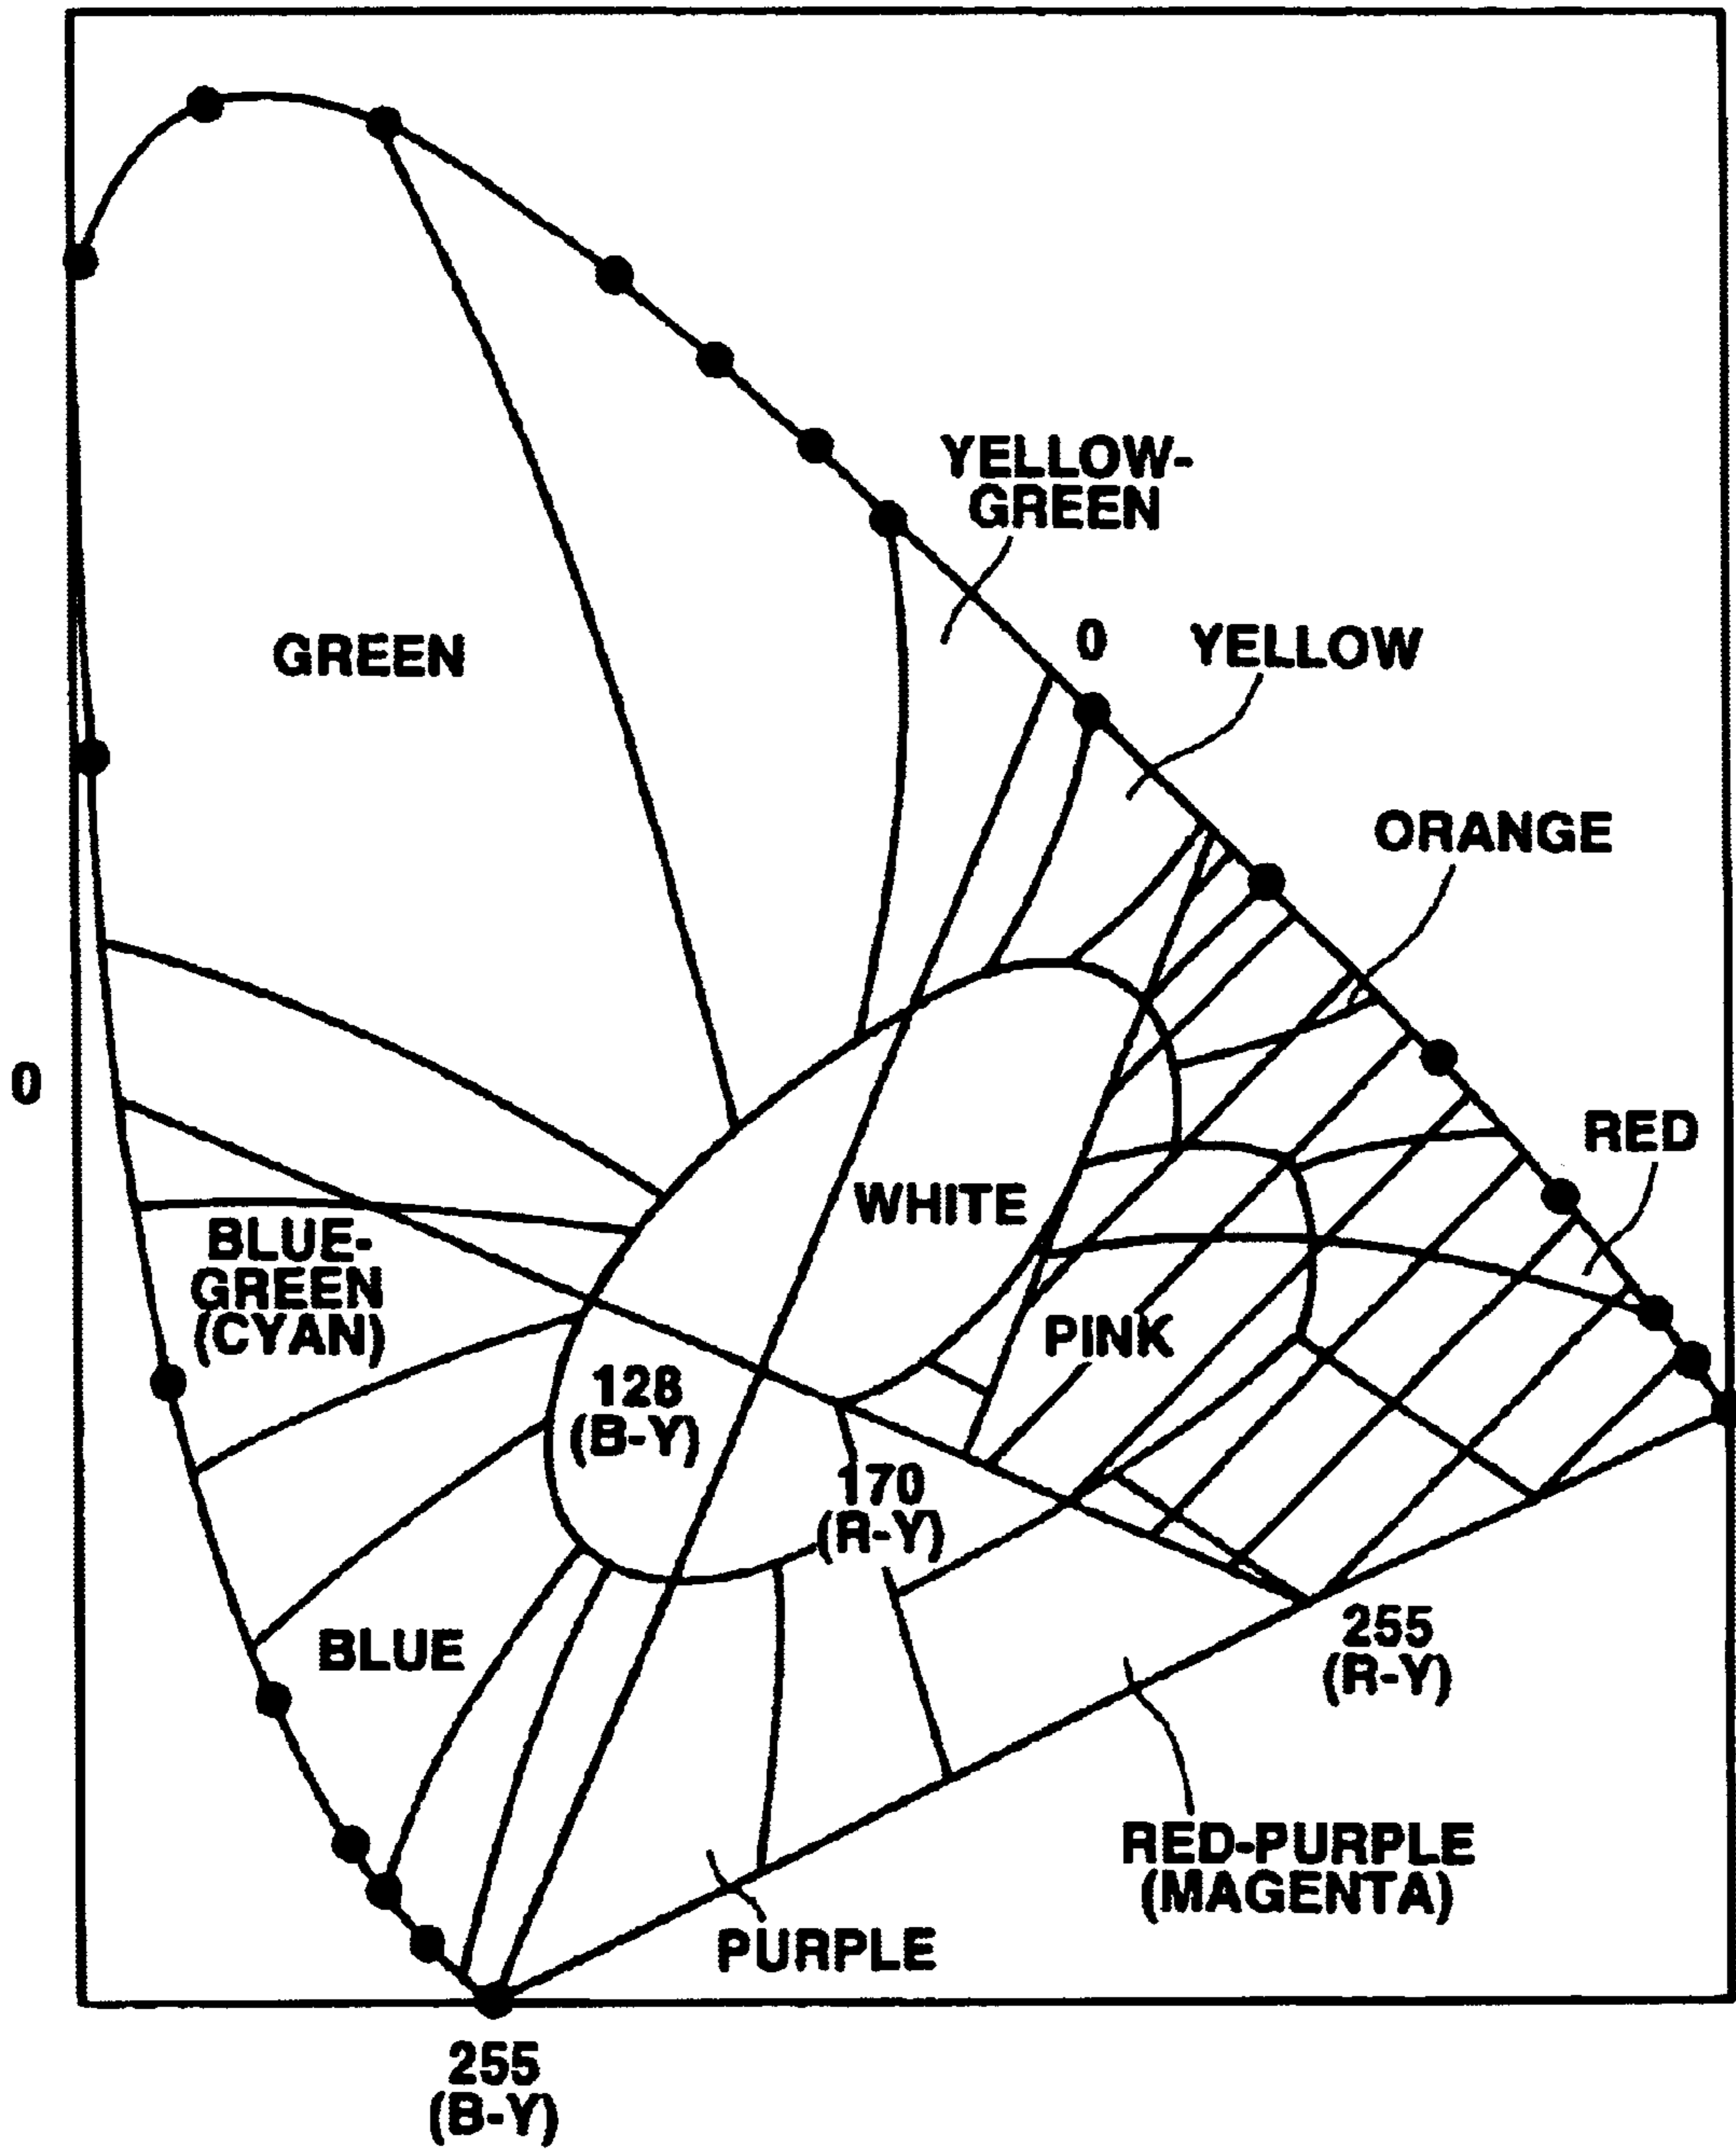 YELLOW-
GREEN
GREEN
0
YELLOW
ORANGE
0
RED
WHITE
BLUE-
GREEN
(CYAN)
PINK
128
(B-Y)
170
(R-Y)
BLUE
255
(R-Y)
RED-PURPLE
(MAGENTA)
PURPLE
255
(B-Y)